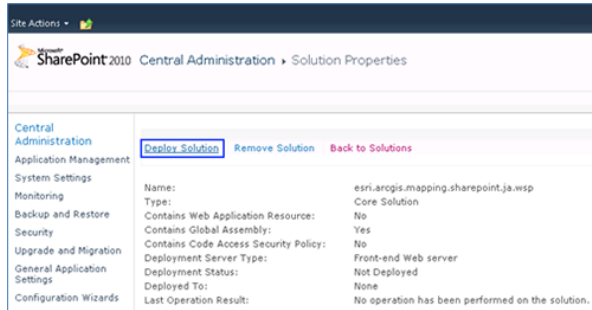 Site Actions
Microsoft
SharePoint 2010 Central Administration Solution Properties
Central Administration
Application Management
System Settings
Monitoring
Backup and Restore
Security
Upgrade and Migration
General Application Settings
Configuration Wizards
Deploy Solution Remove Solution Back to Solutions
Name: esri.arcgis.mapping.sharepoint.ja.wsp
Type: Core Solution
Contains Web Application Resource: No
Contains Global Assembly: Yes
Contains Code Access Security Policy: No
Deployment Server Type: Front-end Web server
Deployment Status: Not Deployed
Deployed To: None
Last Operation Result: No operation has been performed on the solution.